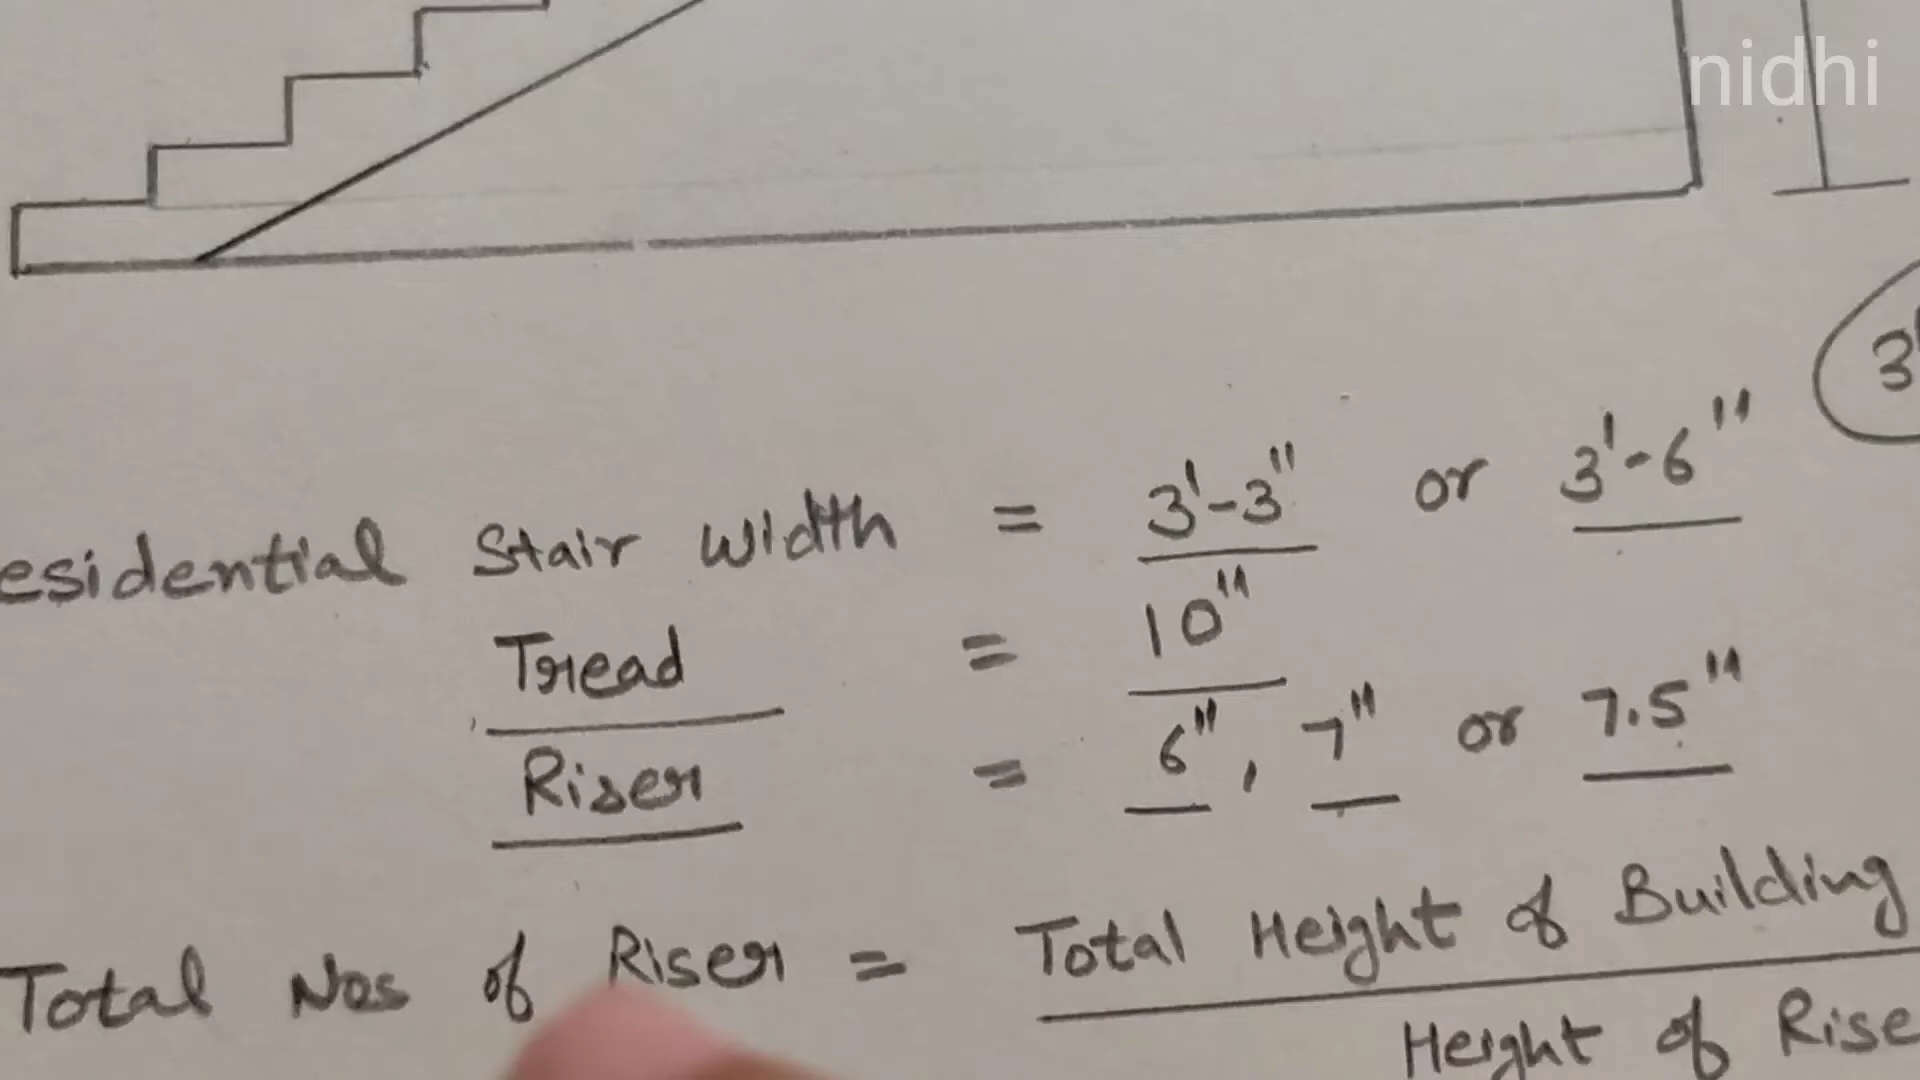 nidhi
3'
esidential Stair Width = 3'-3" or 3'-6"
Tread = 10"
Riser = 6", 7" or 7.5"
Total Nos of Riser = Total Height of Building
Height of Rise